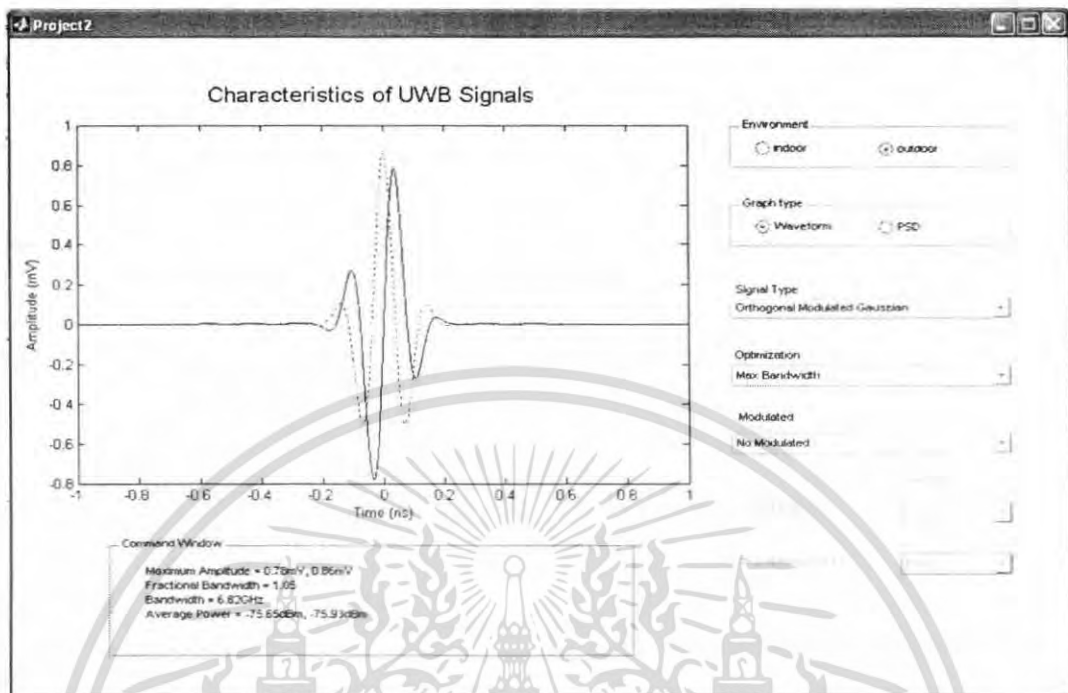 Project2
Characteristics of UWB Signals
1
0.8
0.6
0.4
0.2
0
-0.2
-0.4
-0.6
-0.8
Amplitude (mV)
-1
-0.8
-0.6
-0.4
-0.2
0
0.2
0.4
0.6
0.8
1
Time (ns)
Environment
indoor
outdoor
Graph type
Waveform
PSD
Signal Type
Orthogonal Modulated Gaussian
Optimization
Max Bandwidth
Modulated
No Modulated
Command Window
Maximum Amplitude = 0.78mV, 0.86mV
Fractional Bandwidth = 1.05
Bandwidth = 6.82GHz
Average Power = -75.65dBm, -75.93dBm